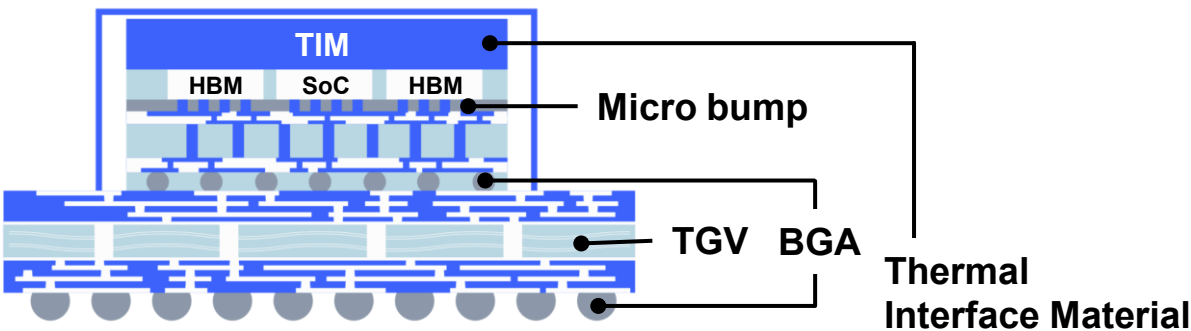 TIM
HBM SoC HBM
Micro bump
TGV BGA
Thermal
Interface Material